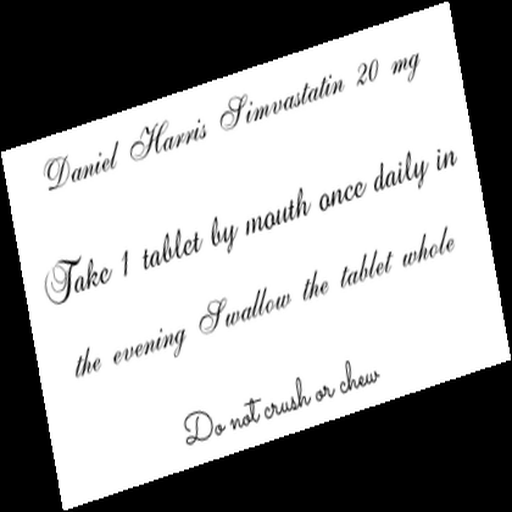 Daniel Harris Simvastatin 20 mg
Take 1 tablet by mouth once daily in
the evening Swallow the tablet whole
Do not crush or chew